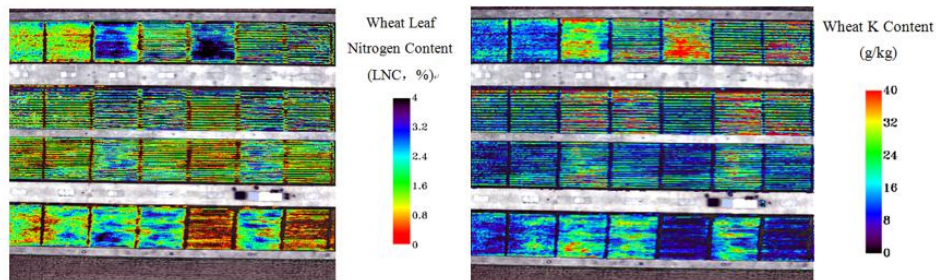 Wheat Leaf
Nitrogen Content
(LNC，%)
4
3.2
2.4
1.6
0.8
0
Wheat K Content
(g/kg)
40
32
24
16
8
0